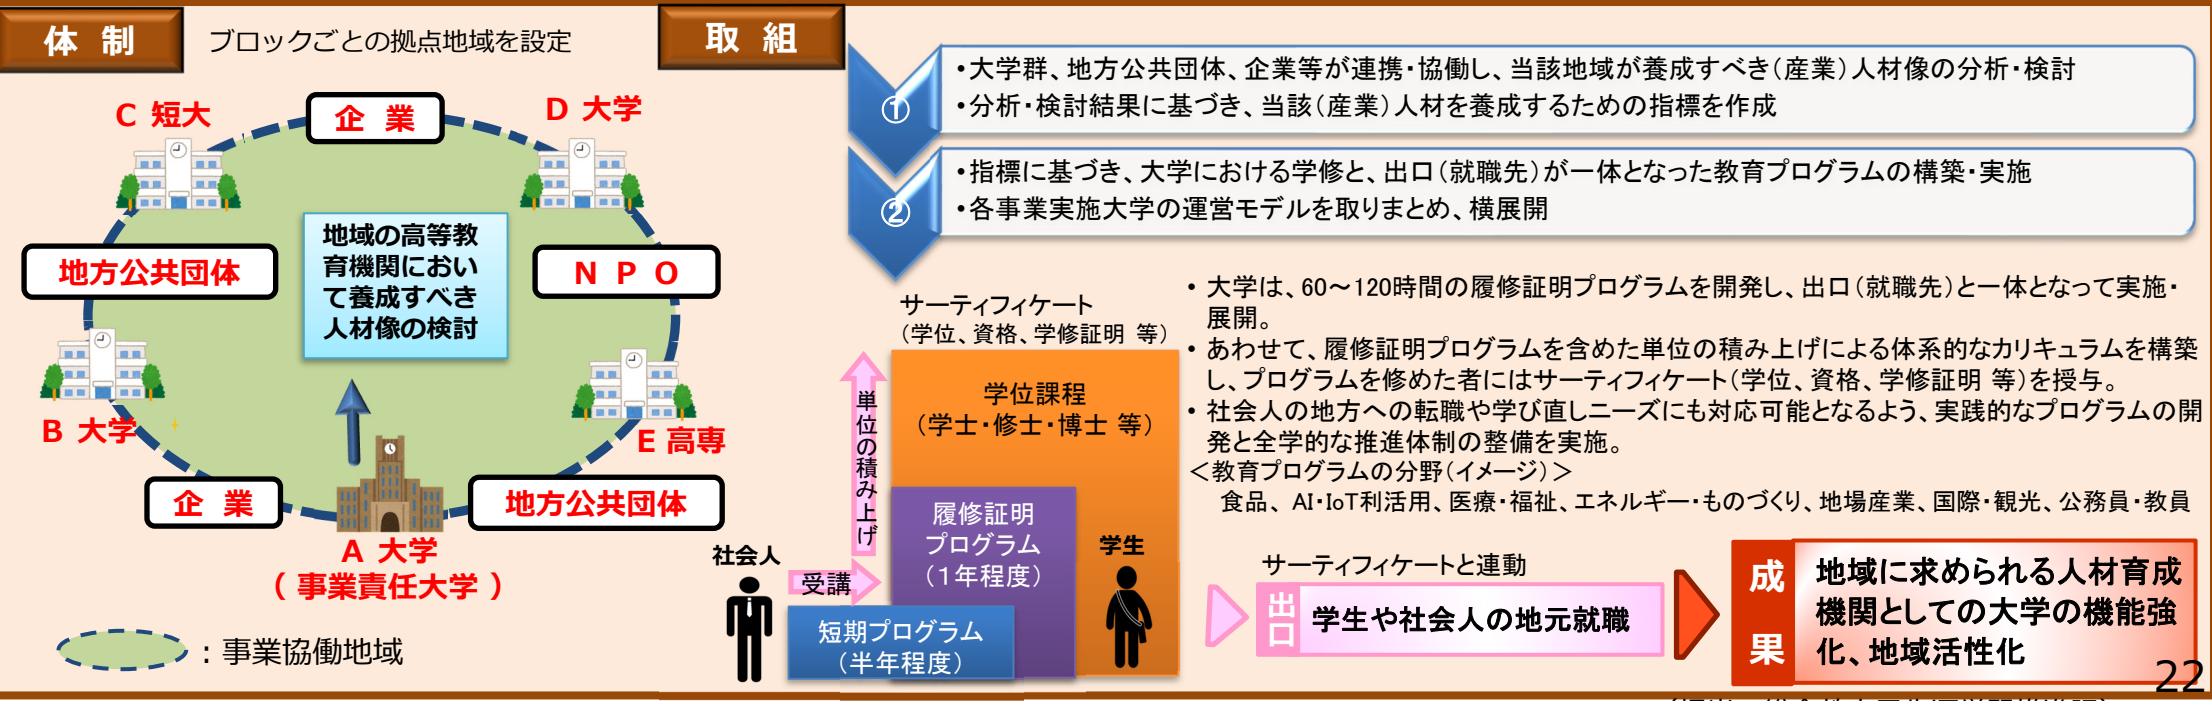 体 制
ブロックごとの拠点地域を設定
C 短大
企 業
D 大学
地方公共団体
地域の高等教
育機関におい
て養成すべき
人材像の検討
N P O
B 大学
E 高専
企 業
地方公共団体
A 大学
( 事業責任大学 )
：事業協働地域
取 組
①
•大学群、地方公共団体、企業等が連携・協働し、当該地域が養成すべき（産業）人材像の分析・検討
•分析・検討結果に基づき、当該（産業）人材を養成するための指標を作成
②
•指標に基づき、大学における学修と、出口（就職先）が一体となった教育プログラムの構築・実施
•各事業実施大学の運営モデルを取りまとめ、横展開
サーティフィケート
（学位、資格、学修証明 等）
単位の積み上げ
学位課程
（学士・修士・博士 等）
履修証明
プログラム
（１年程度）
短期プログラム
（半年程度）
社会人
受講
学生
• 大学は、60～120時間の履修証明プログラムを開発し、出口（就職先）と一体となって実施・
展開。
• あわせて、履修証明プログラムを含めた単位の積み上げによる体系的なカリキュラムを構築
し、プログラムを修めた者にはサーティフィケート（学位、資格、学修証明 等）を授与。
• 社会人の地方への転職や学び直しニーズにも対応可能となるよう、実践的なプログラムの開
発と全学的な推進体制の整備を実施。
＜教育プログラムの分野（イメージ）＞
食品、AI・IoT利活用、医療・福祉、エネルギー・ものづくり、地場産業、国際・観光、公務員・教員
サーティフィケートと連動
出口
学生や社会人の地元就職
成果
地域に求められる人材育成
機関としての大学の機能強
化、地域活性化
22